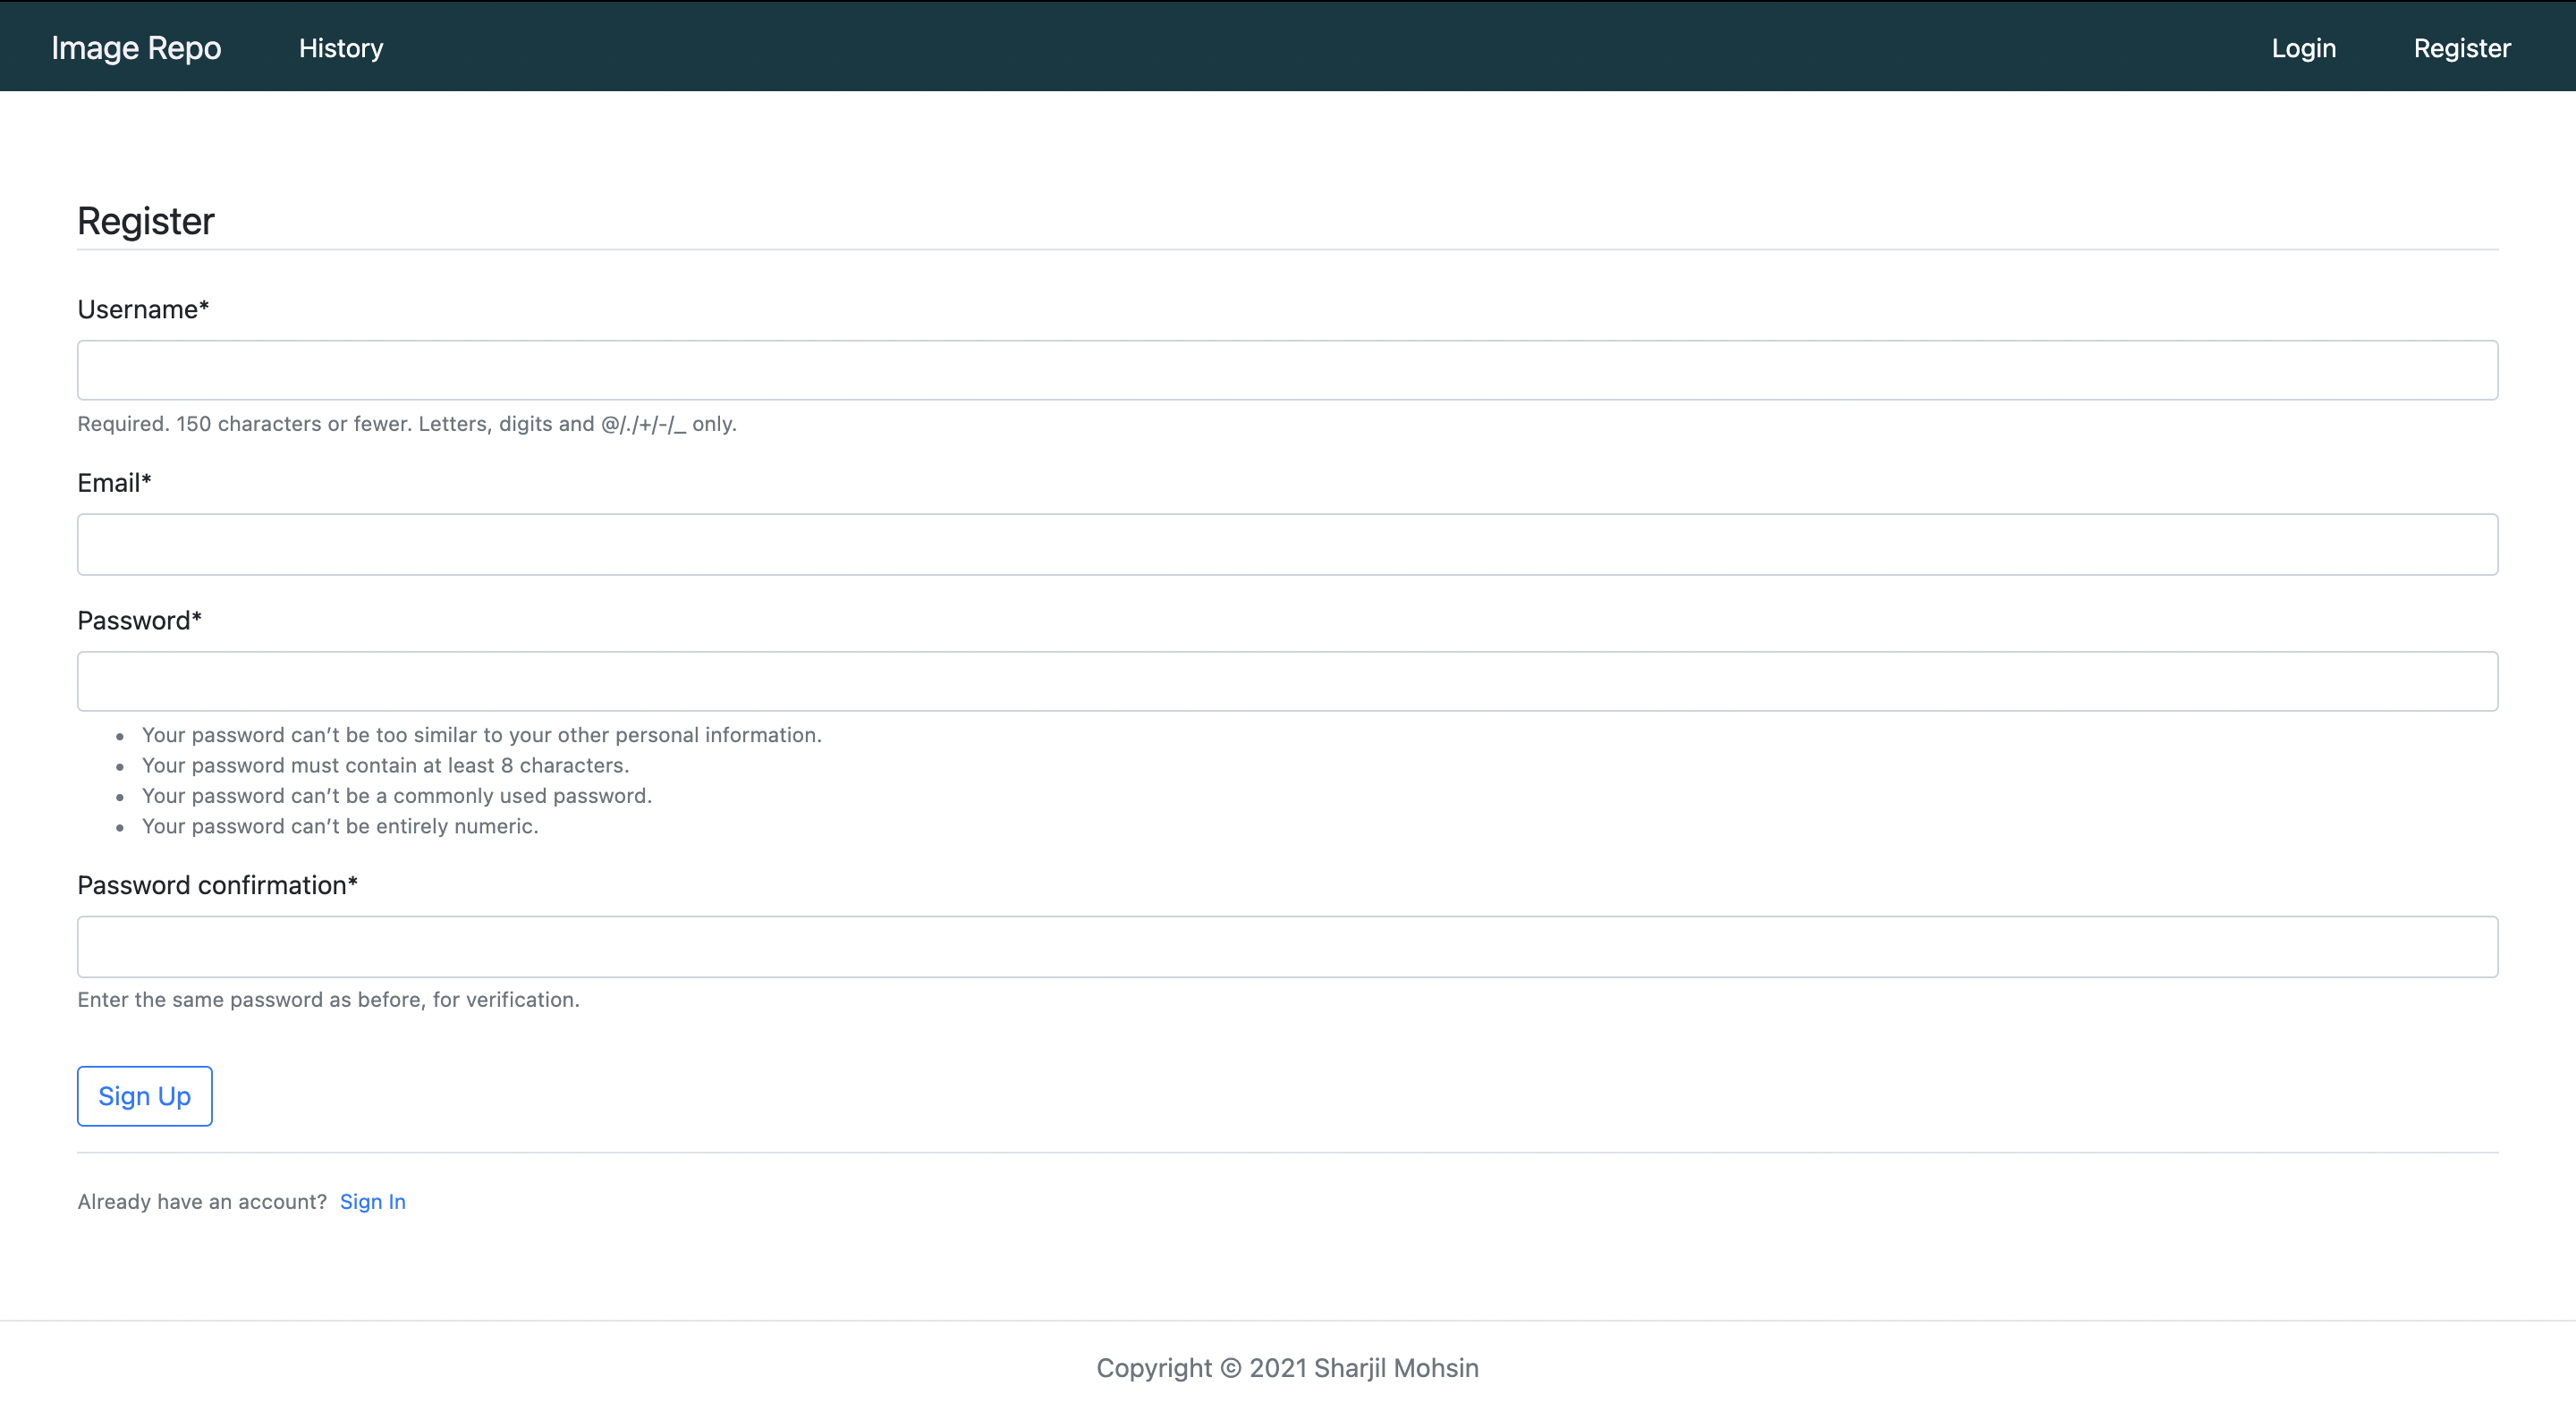 Image Repo History Login Register
Register
Username*
Required. 150 characters or fewer. Letters, digits and @/./+/-/_ only.
Email*
Password*
• Your password can’t be too similar to your other personal information.
• Your password must contain at least 8 characters.
• Your password can’t be a commonly used password.
• Your password can’t be entirely numeric.
Password confirmation*
Enter the same password as before, for verification.
Sign Up
Already have an account? Sign In
Copyright © 2021 Sharjil Mohsin